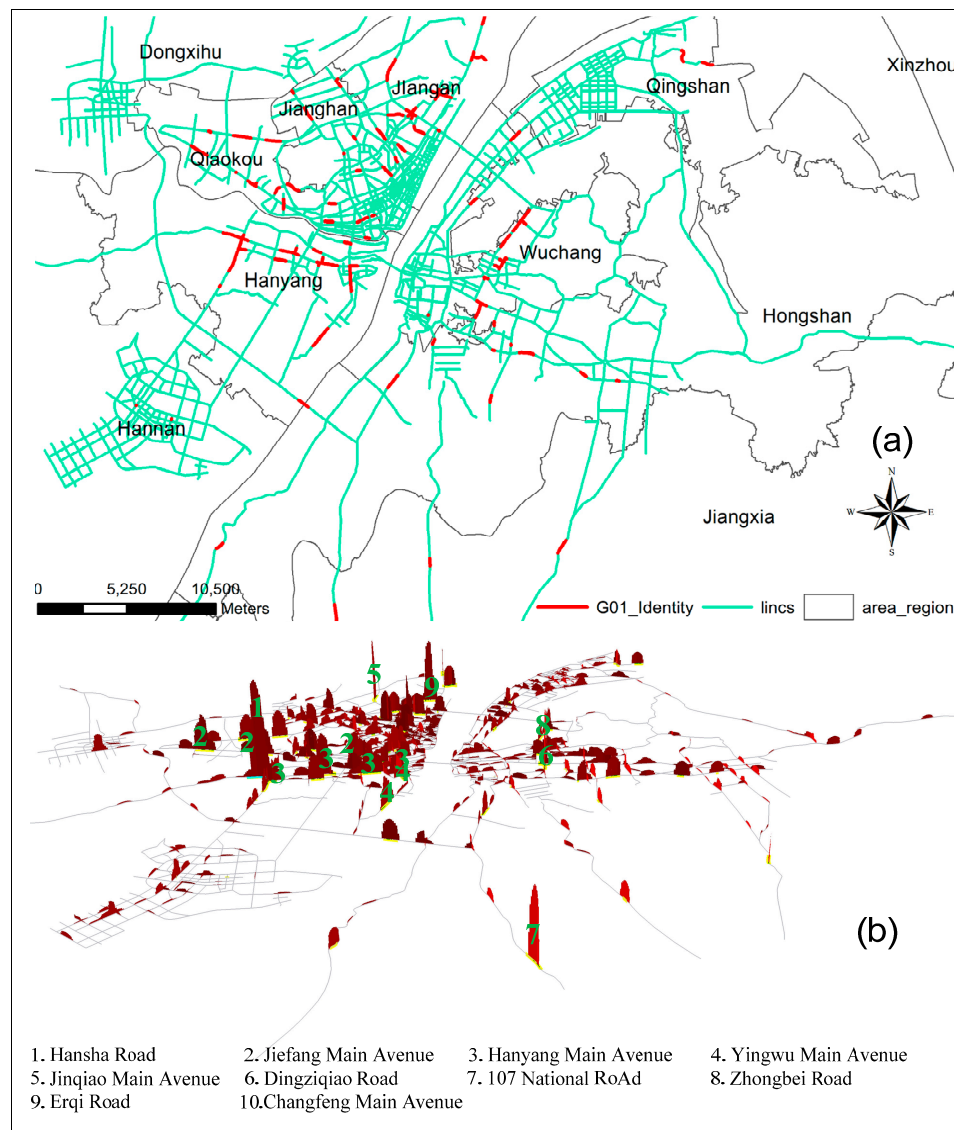 Dongxihu
Xinzhou
JIangan
Qingshan
Jianghan
Qiaokou
Wuchang
Hanyang
Hongshan
Hannan
(a)
N
W E
S
Jiangxia
0 5,250 10,500
Meters
G01_Identity lincs area_region
5
9
1
2 2 2 8
3 3 3 3 6
4
7
(b)
1. Hansha Road 2. Jiefang Main Avenue 3. Hanyang Main Avenue 4. Yingwu Main Avenue
5. Jinqiao Main Avenue 6. Dingziqiao Road 7. 107 National RoAd 8. Zhongbei Road
9. Erqi Road 10.Changfeng Main Avenue